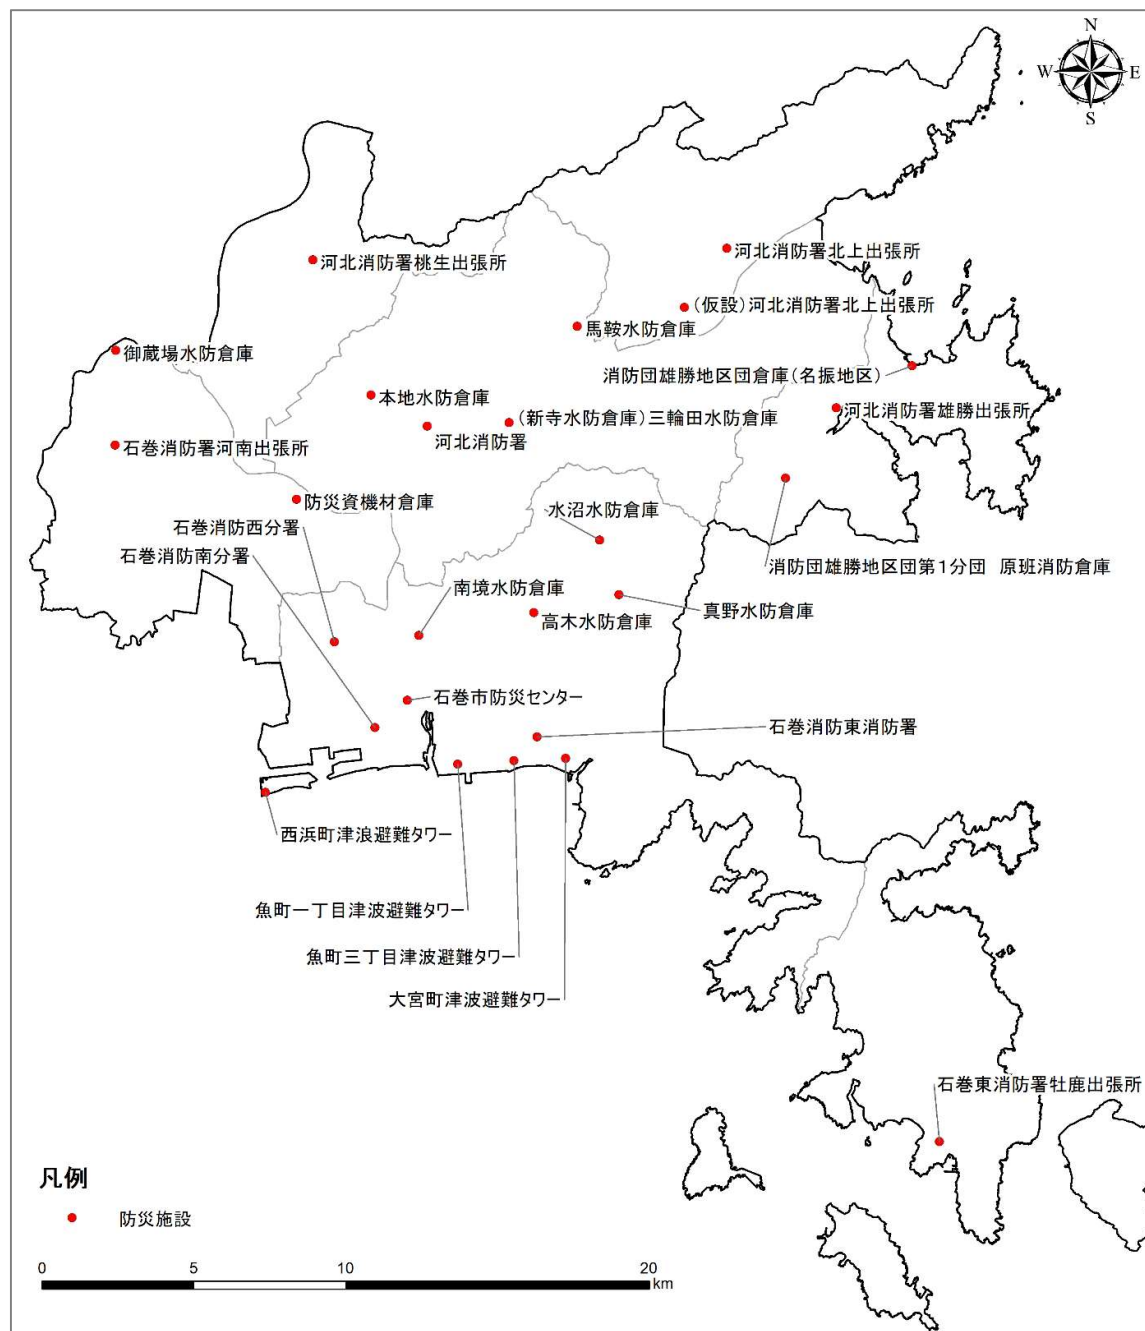 N
W
E
S
河北消防署北上出張所
河北消防署桃生出張所
(仮設)河北消防署北上出張所
馬鞍水防倉庫
御蔵場水防倉庫
消防団雄勝地区団倉庫(名振地区)
本地水防倉庫
河北消防署雄勝出張所
(新寺水防倉庫)三輪田水防倉庫
河北消防署
石巻消防署河南出張所
防災資機材倉庫
水沼水防倉庫
石巻消防西分署
石巻消防南分署
消防団雄勝地区団第1分団 原班消防倉庫
南境水防倉庫
真野水防倉庫
高木水防倉庫
石巻市防災センター
石巻消防東消防署
西浜町津浪避難タワー
魚町一丁目津波避難タワー
魚町三丁目津波避難タワー
大宮町津波避難タワー
石巻東消防署牡鹿出張所
凡例
防災施設
0 5 10 20
km